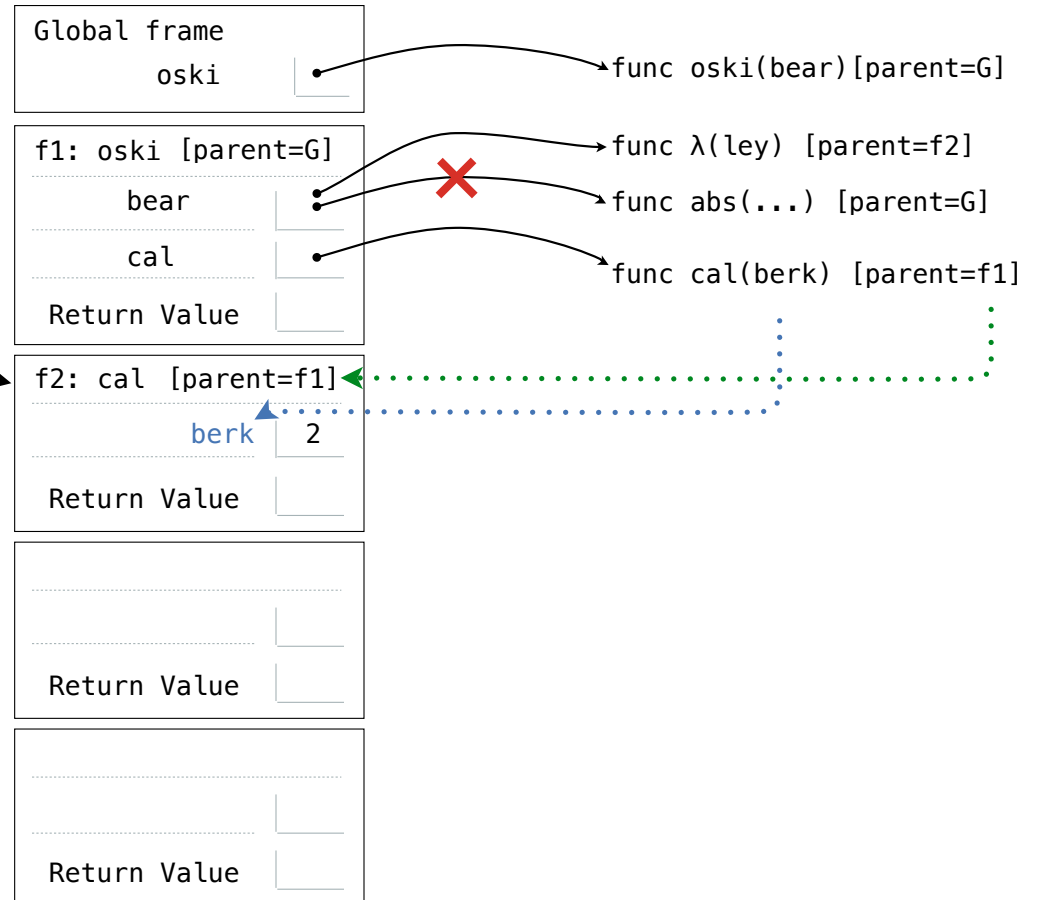 Global frame
oski
func oski(bear)[parent=G]
f1: oski [parent=G]
func λ(ley) [parent=f2]
bear
func abs(...) [parent=G]
cal
func cal(berk) [parent=f1]
Return Value
f2: cal [parent=f1]
berk 2
Return Value
Return Value
Return Value